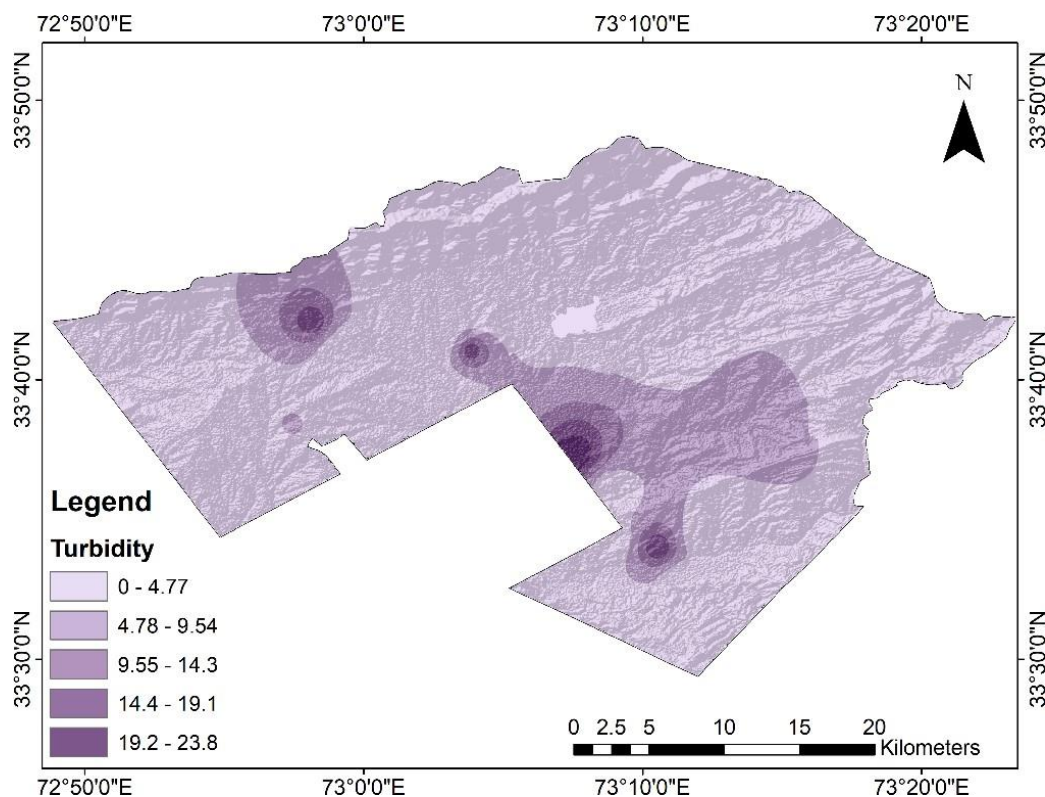 72°50'0"E 73°0'0"E 73°10'0"E 73°20'0"E
33°50'0"N 33°50'0"N
N
33°40'0"N 33°40'0"N
33°30'0"N 33°30'0"N
Legend
Turbidity
0 - 4.77
4.78 - 9.54
9.55 - 14.3
14.4 - 19.1
19.2 - 23.8
0 2.5 5 10 15 20
Kilometers
72°50'0"E 73°0'0"E 73°10'0"E 73°20'0"E